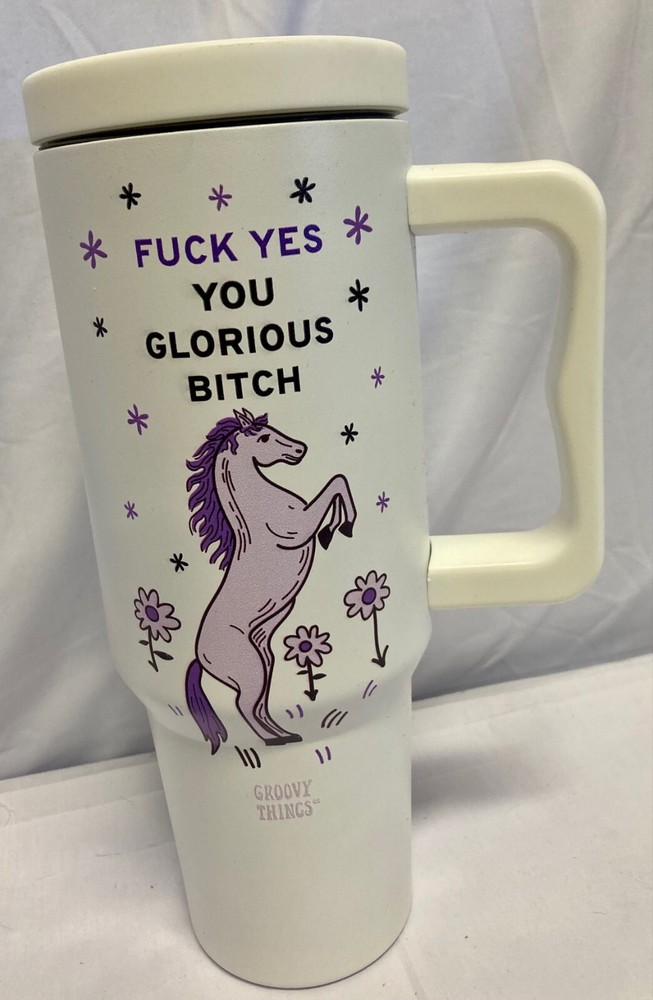 FUCK YES
YOU
GLORIOUS
BITCH
GROOVY
THINGS